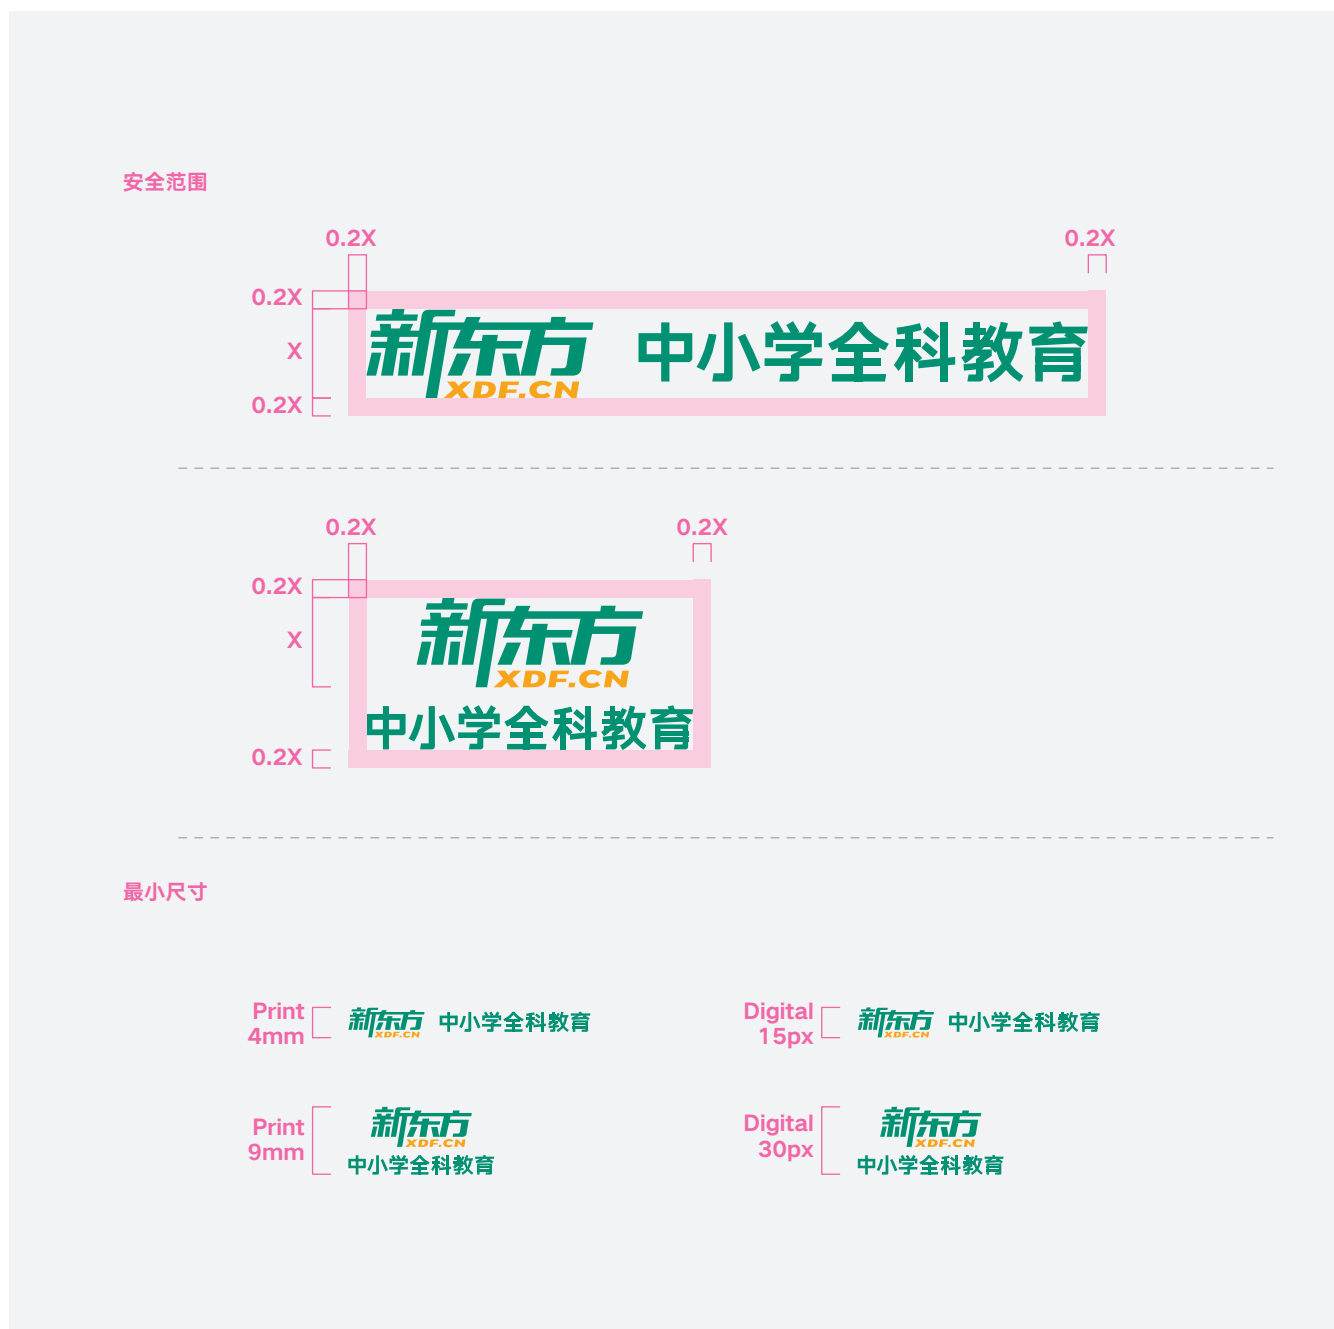 安全范围
0.2X 0.2X
0.2X
X
0.2X
新东方 中小学全科教育
XDF.CN
0.2X 0.2X
0.2X
X
0.2X
新东方
XDF.CN
中小学全科教育
最小尺寸
Print
4mm
新东方 中小学全科教育
XDF.CN
Digital
15px
新东方 中小学全科教育
XDF.CN
Print
9mm
新东方
XDF.CN
中小学全科教育
Digital
30px
新东方
XDF.CN
中小学全科教育